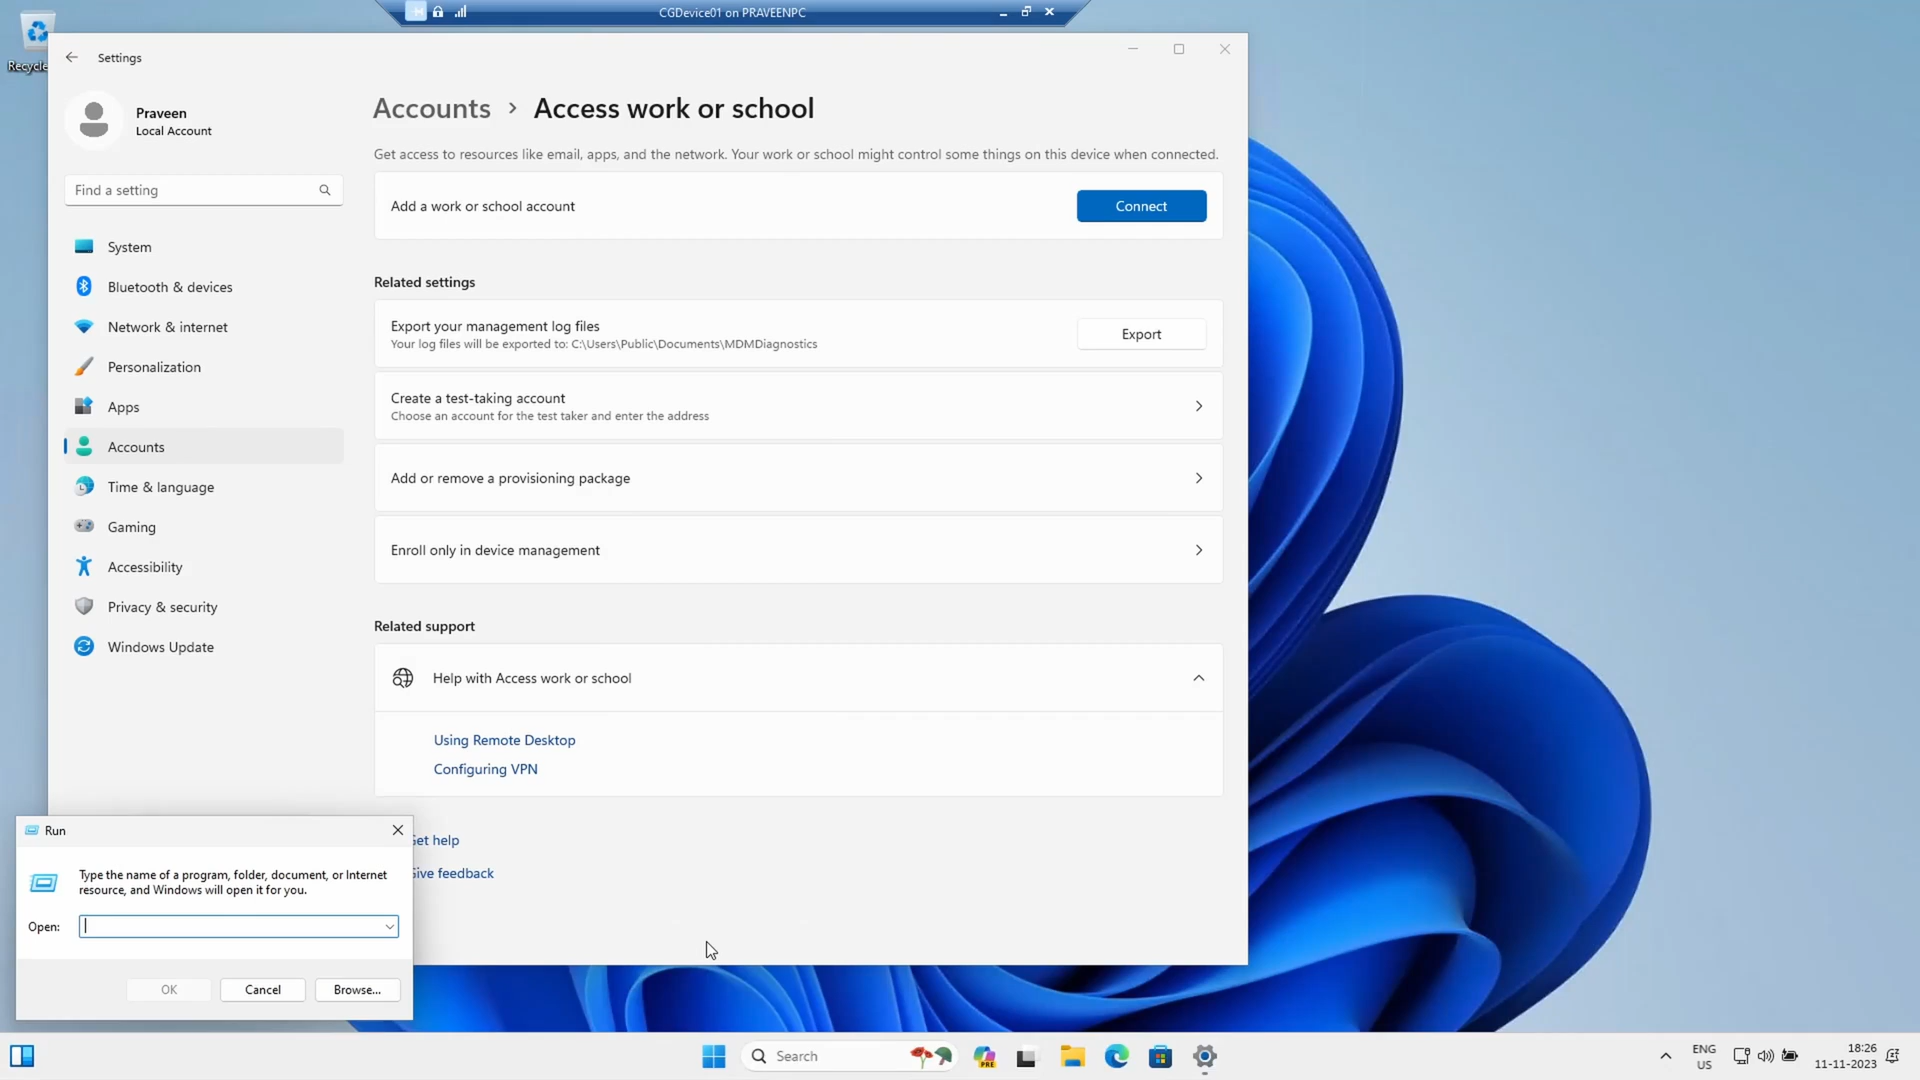 CGDevice01 on PRAVEENPC
Recycle
Settings
Praveen
Local Account
Find a setting
System
Bluetooth & devices
Network & internet
Personalization
Apps
Accounts
Time & language
Gaming
Accessibility
Privacy & security
Windows Update
Accounts > Access work or school
Get access to resources like email, apps, and the network. Your work or school might control some things on this device when connected.
Add a work or school account
Connect
Related settings
Export your management log files
Your log files will be exported to: C:\Users\Public\Documents\MDMDiagnostics
Export
Create a test-taking account
Choose an account for the test taker and enter the address
Add or remove a provisioning package
Enroll only in device management
Related support
Help with Access work or school
Using Remote Desktop
Configuring VPN
Get help
Give feedback
Run
Type the name of a program, folder, document, or Internet
resource, and Windows will open it for you.
Open:
OK
Cancel
Browse...
Search
PRE
ENG
US
18:26
11-11-2023